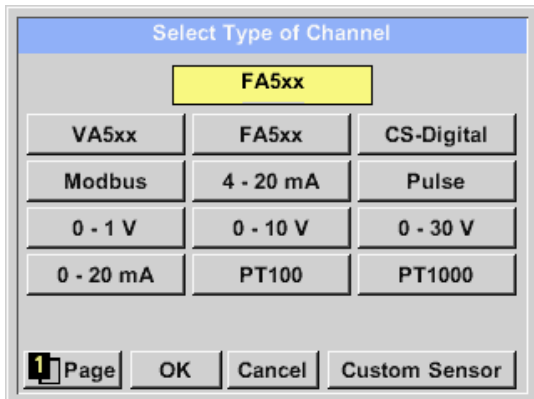 Select Type of Channel
FA5xx
VA5xx FA5xx CS-Digital
Modbus 4 - 20 mA Pulse
0 - 1 V 0 - 10 V 0 - 30 V
0 - 20 mA PT100 PT1000
1 Page OK Cancel Custom Sensor